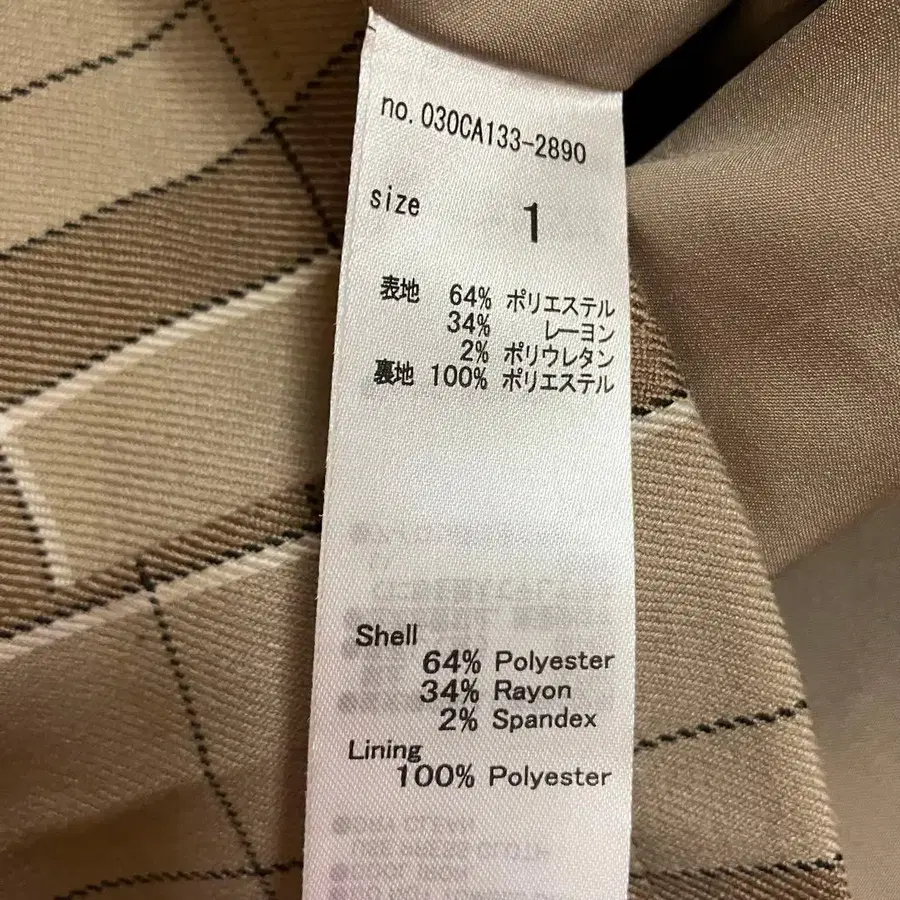 no. 030CA133-2890
size 1
表地 64% ポリエステル
34% レーヨン
2% ポリウレタン
裏地 100% ポリエステル
Shell
64% Polyester
34% Rayon
2% Spandex
Lining
100% Polyester